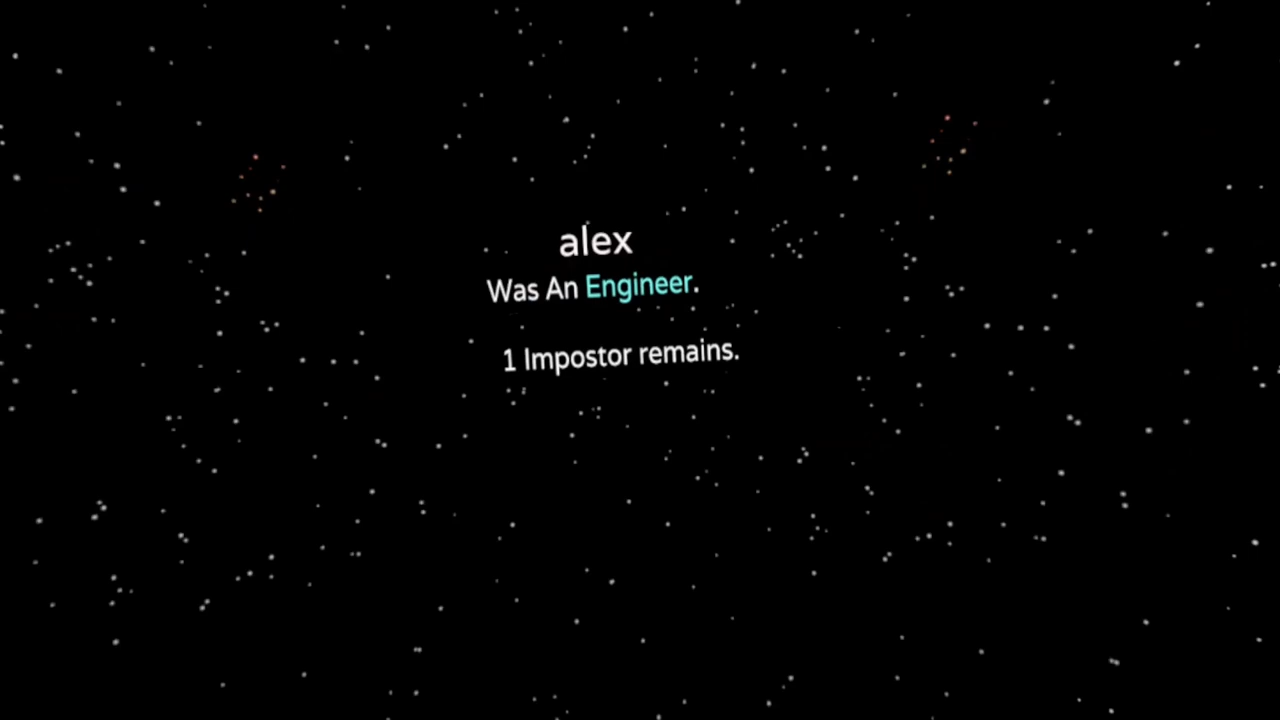 alex
Was An Engineer.
1 Impostor remains.